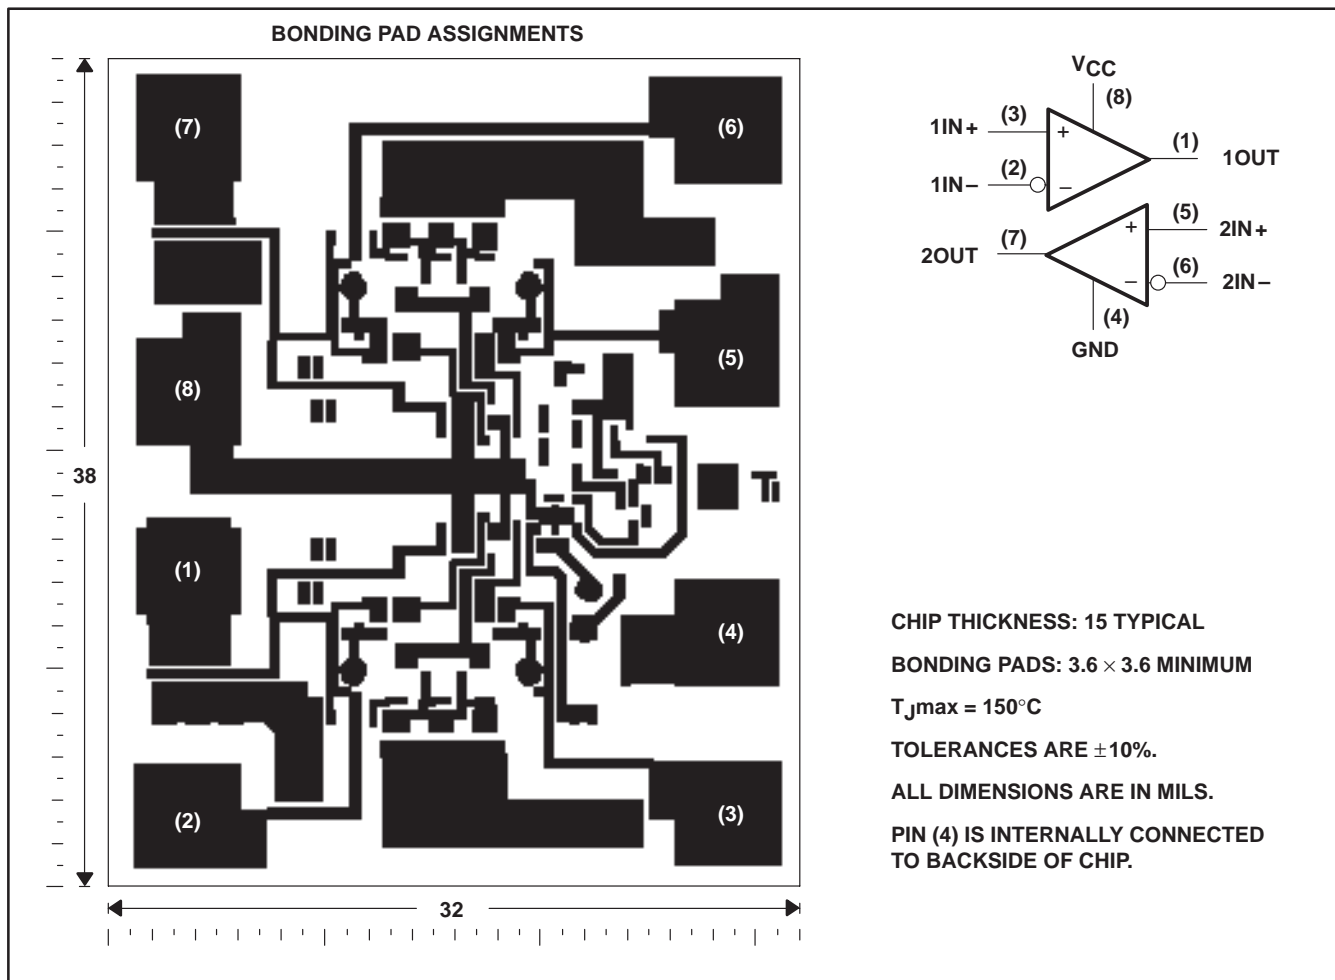 BONDING PAD ASSIGNMENTS
(7)
(6)
(5)
(8)
38
(1)
(4)
(2)
(3)
32
VCC
(8)
(3)
1IN+
+
(1)
1OUT
(2)
1IN−
−
(5)
+
2IN+
(7)
2OUT
(6)
−
2IN−
(4)
GND
TI
CHIP THICKNESS: 15 TYPICAL
BONDING PADS: 3.6 × 3.6 MINIMUM
TJmax = 150°C
TOLERANCES ARE ±10%.
ALL DIMENSIONS ARE IN MILS.
PIN (4) IS INTERNALLY CONNECTED
TO BACKSIDE OF CHIP.